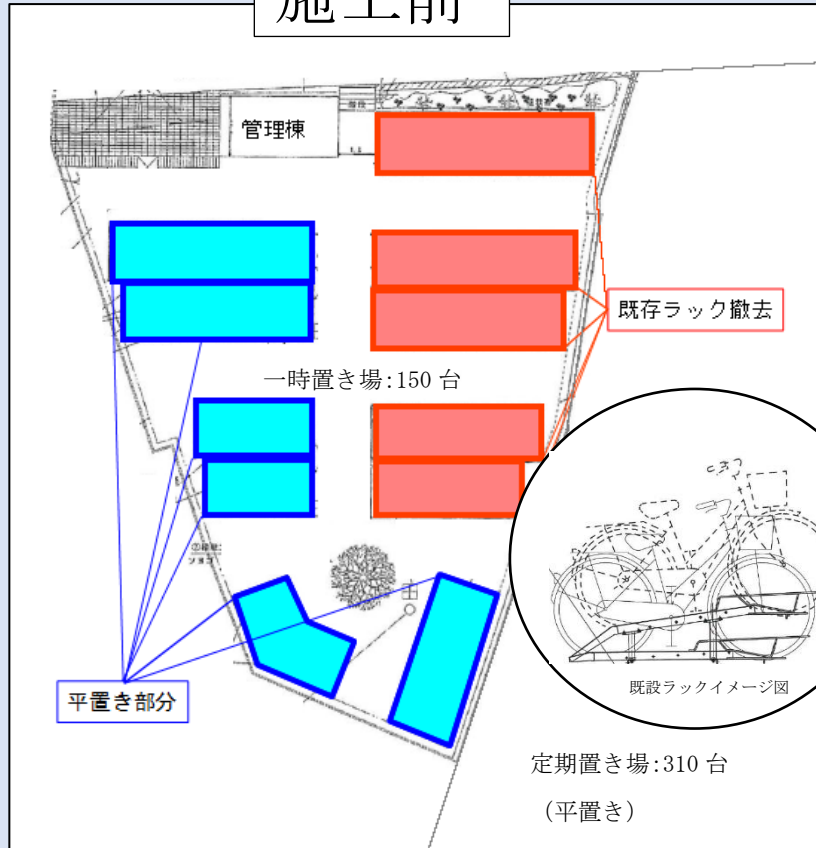 施工前
管理棟
既存ラック撤去
一時置き場:150 台
平置き部分
既設ラックイメージ図
定期置き場:310 台
(平置き)